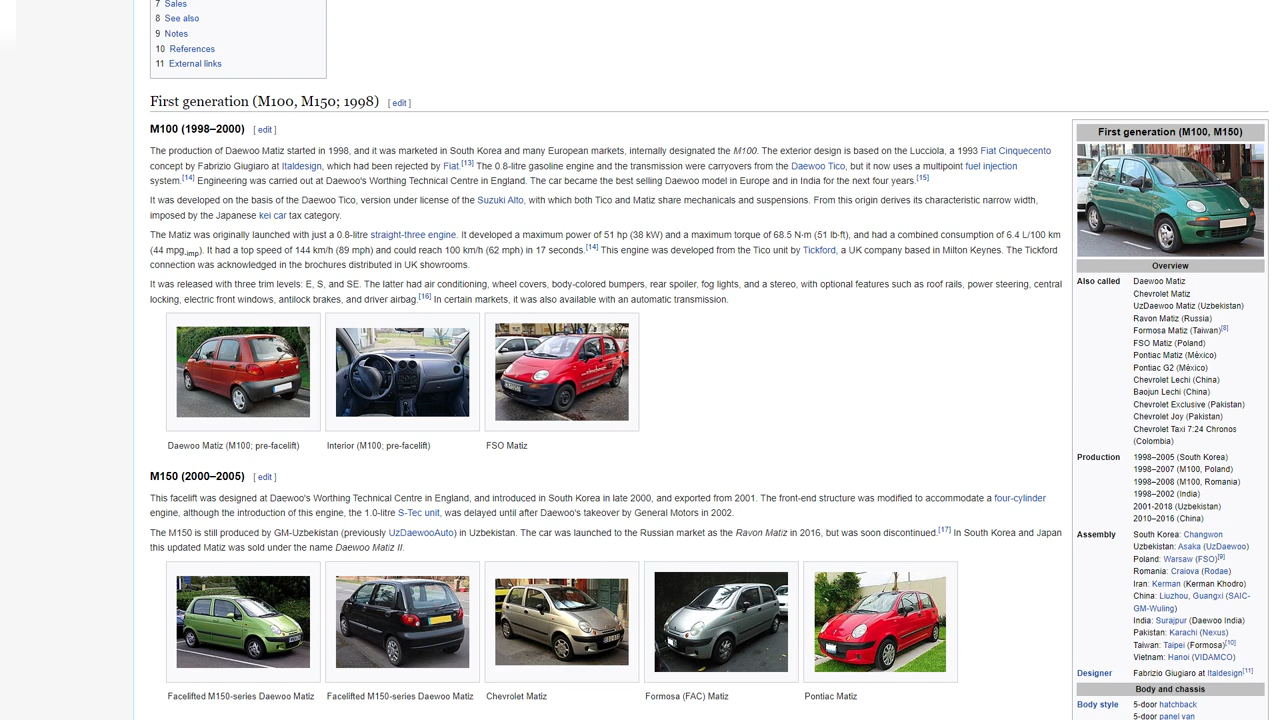 7 Sales
8 See also
9 Notes
10 References
11 External links
First generation (M100, M150; 1998) [ edit ]
M100 (1998–2000) [ edit ]
The production of Daewoo Matiz started in 1998, and it was marketed in South Korea and many European markets, internally designated the M100. The exterior design is based on the Lucciola, a 1993 Fiat Cinquecento
concept by Fabrizio Giugiaro at Italdesign, which had been rejected by Fiat.[13] The 0.8-litre gasoline engine and the transmission were carryovers from the Daewoo Tico, but it now uses a multipoint fuel injection
system.[14] Engineering was carried out at Daewoo's Worthing Technical Centre in England. The car became the best selling Daewoo model in Europe and in India for the next four years.[15]
It was developed on the basis of the Daewoo Tico, version under license of the Suzuki Alto, with which both Tico and Matiz share mechanicals and suspensions. From this origin derives its characteristic narrow width,
imposed by the Japanese kei car tax category.
The Matiz was originally launched with just a 0.8-litre straight-three engine. It developed a maximum power of 51 hp (38 kW) and a maximum torque of 68.5 N·m (51 lb·ft), and had a combined consumption of 6.4 L/100 km
(44 mpg-imp). It had a top speed of 144 km/h (89 mph) and could reach 100 km/h (62 mph) in 17 seconds.[14] This engine was developed from the Tico unit by Tickford, a UK company based in Milton Keynes. The Tickford
connection was acknowledged in the brochures distributed in UK showrooms.
It was released with three trim levels: E, S, and SE. The latter had air conditioning, wheel covers, body-colored bumpers, rear spoiler, fog lights, and a stereo, with optional features such as roof rails, power steering, central
locking, electric front windows, antilock brakes, and driver airbag.[16] In certain markets, it was also available with an automatic transmission.
Daewoo Matiz (M100; pre-facelift)
Interior (M100; pre-facelift)
FSO Matiz
M150 (2000–2005) [ edit ]
This facelift was designed at Daewoo's Worthing Technical Centre in England, and introduced in South Korea in late 2000, and exported from 2001. The front-end structure was modified to accommodate a four-cylinder
engine, although the introduction of this engine, the 1.0-litre S-Tec unit, was delayed until after Daewoo's takeover by General Motors in 2002.
The M150 is still produced by GM-Uzbekistan (previously UzDaewooAuto) in Uzbekistan. The car was launched to the Russian market as the Ravon Matiz in 2016, but was soon discontinued.[17] In South Korea and Japan
this updated Matiz was sold under the name Daewoo Matiz II.
Facelifted M150-series Daewoo Matiz
Facelifted M150-series Daewoo Matiz
Chevrolet Matiz
Formosa (FAC) Matiz
Pontiac Matiz
First generation (M100, M150)
Overview
Also called Daewoo Matiz
Chevrolet Matiz
UzDaewoo Matiz (Uzbekistan)
Ravon Matiz (Russia)
Formosa Matiz (Taiwan)[8]
FSO Matiz (Poland)
Pontiac Matiz (México)
Pontiac G2 (México)
Chevrolet Lechi (China)
Baojun Lechi (China)
Chevrolet Exclusive (Pakistan)
Chevrolet Joy (Pakistan)
Chevrolet Taxi 7:24 Chronos
(Colombia)
Production 1998–2005 (South Korea)
1998–2007 (M100, Poland)
1998–2008 (M100, Romania)
1998–2002 (India)
2001-2018 (Uzbekistan)
2010–2016 (China)
Assembly South Korea: Changwon
Uzbekistan: Asaka (UzDaewoo)
Poland: Warsaw (FSO)[9]
Romania: Craiova (Rodae)
Iran: Kerman (Kerman Khodro)
China: Liuzhou, Guangxi (SAIC-
GM-Wuling)
India: Surajpur (Daewoo India)
Pakistan: Karachi (Nexus)
Taiwan: Taipei (Formosa)[10]
Vietnam: Hanoi (VIDAMCO)
Designer Fabrizio Giugiaro at Italdesign[11]
Body and chassis
Body style 5-door hatchback
5-door panel van